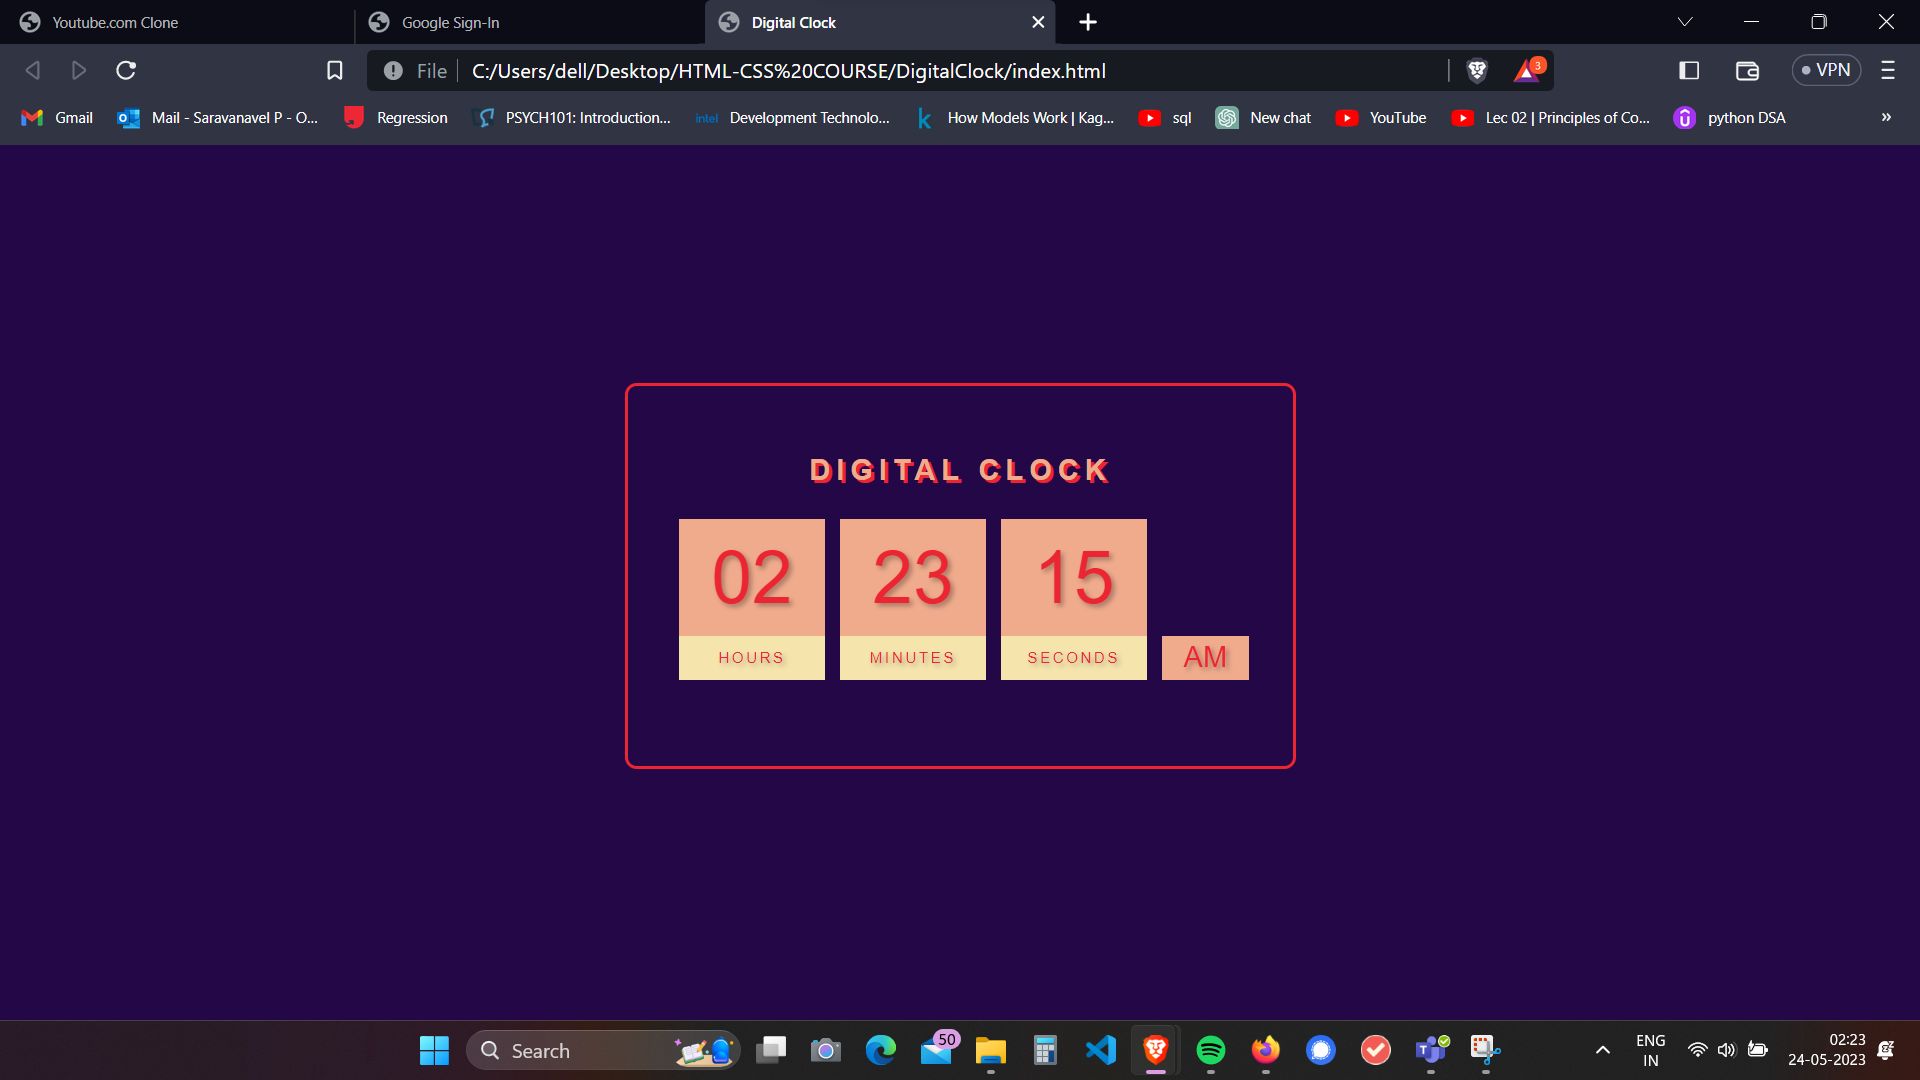 Youtube.com Clone
Google Sign-In
Digital Clock
File
C:/Users/dell/Desktop/HTML-CSS%20COURSE/DigitalClock/index.html
3
VPN
Gmail
Mail - Saravanavel P - O...
Regression
PSYCH101: Introduction...
intel
Development Technolo...
k
How Models Work | Kag...
sql
New chat
YouTube
Lec 02 | Principles of Co...
python DSA
»
DIGITAL CLOCK
02
23
15
HOURS
MINUTES
SECONDS
AM
Search
50
ENG
IN
02:23
24-05-2023